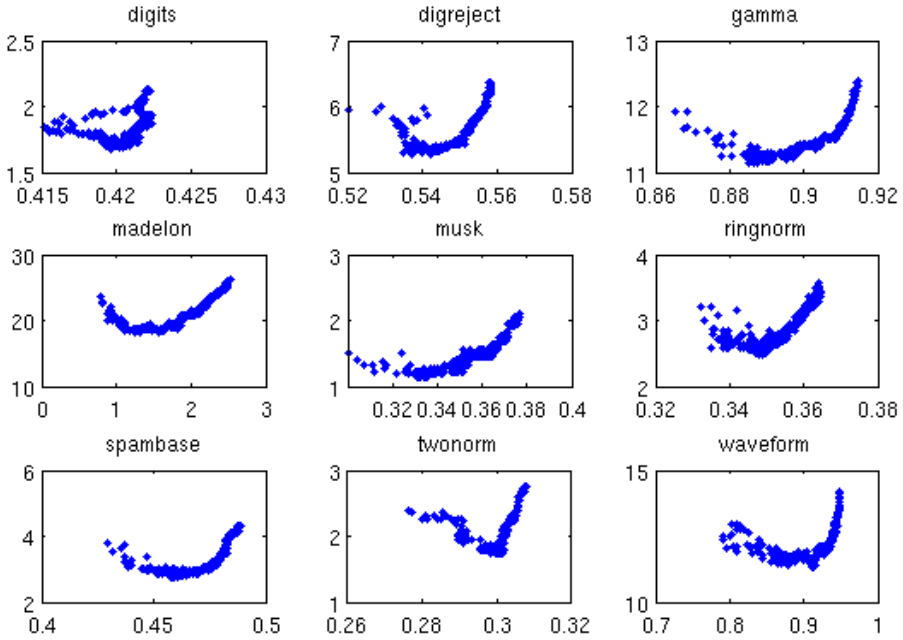 digits digreject gamma
2.5 7 13
2 6 12
1.5 5 11
0.415 0.42 0.425 0.43 0.52 0.54 0.56 0.58 0.86 0.88 0.9 0.92
madelon musk ringnorm
30 3 4
20 2 3
10 1 2
0 1 2 3 0.32 0.34 0.36 0.38 0.4 0.32 0.34 0.36 0.38
spambase twonorm waveform
6 3 15
4 2
2 1 10
0.4 0.45 0.5 0.26 0.28 0.3 0.32 0.7 0.8 0.9 1